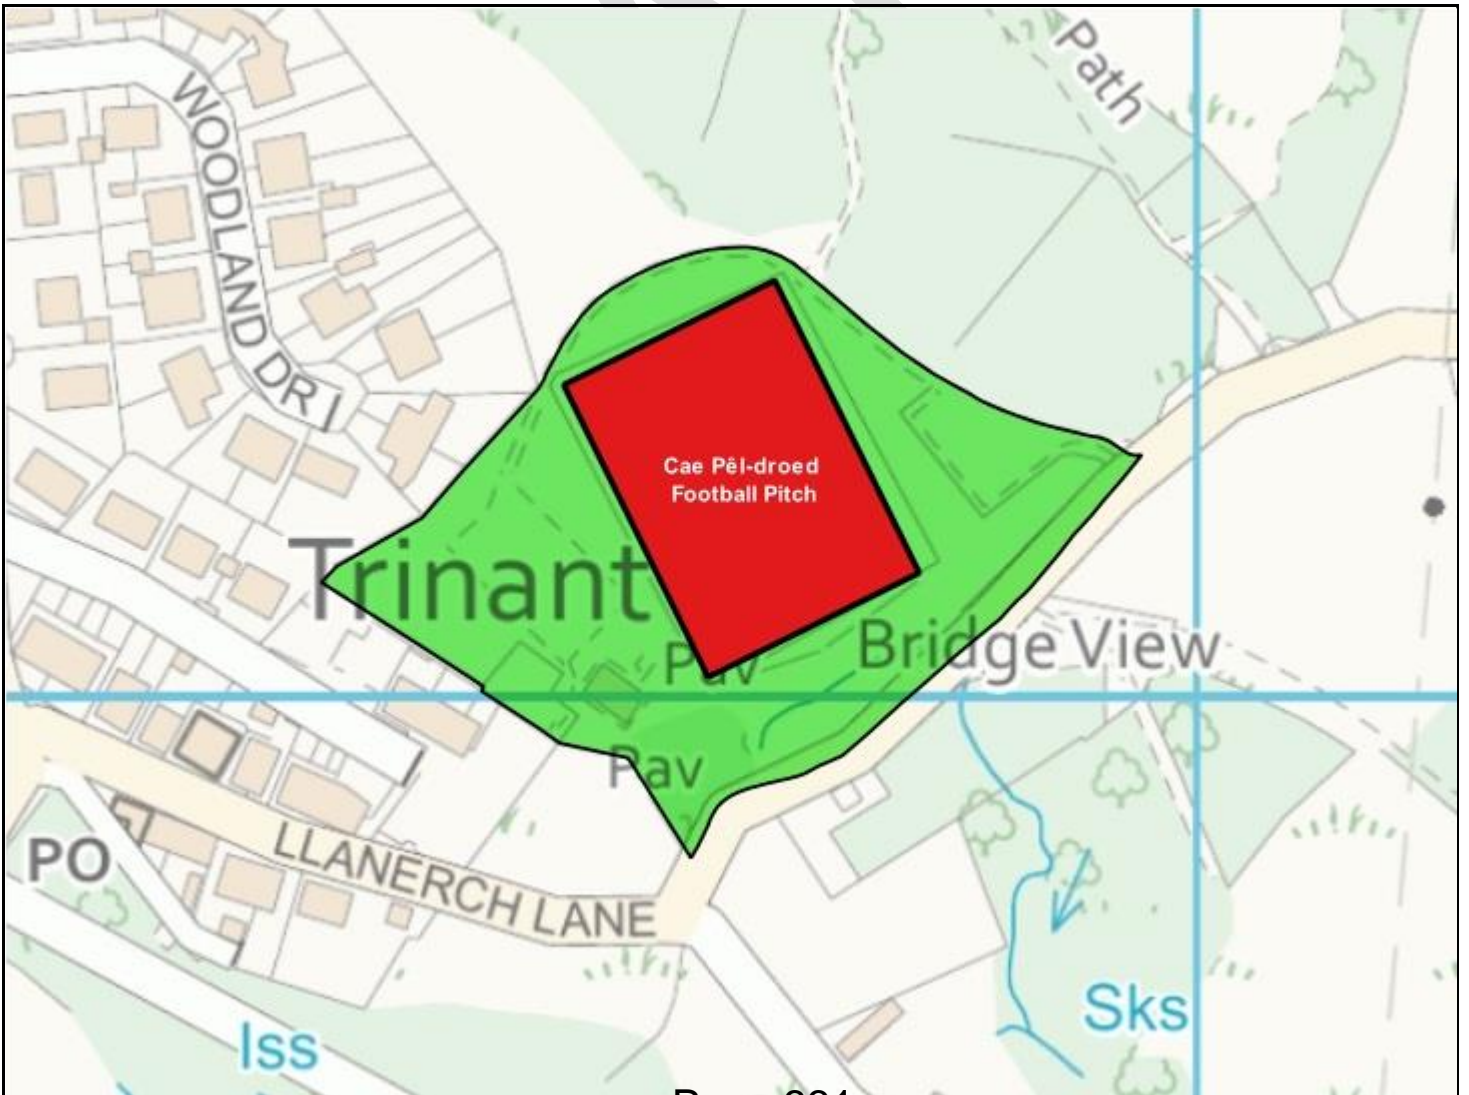 Path
WOODLAND DR
Cae Pêl-droed
Football Pitch
Trinant
Bridge View
Pav
Pav
PO
LLANERCH LANE
Sks
Iss